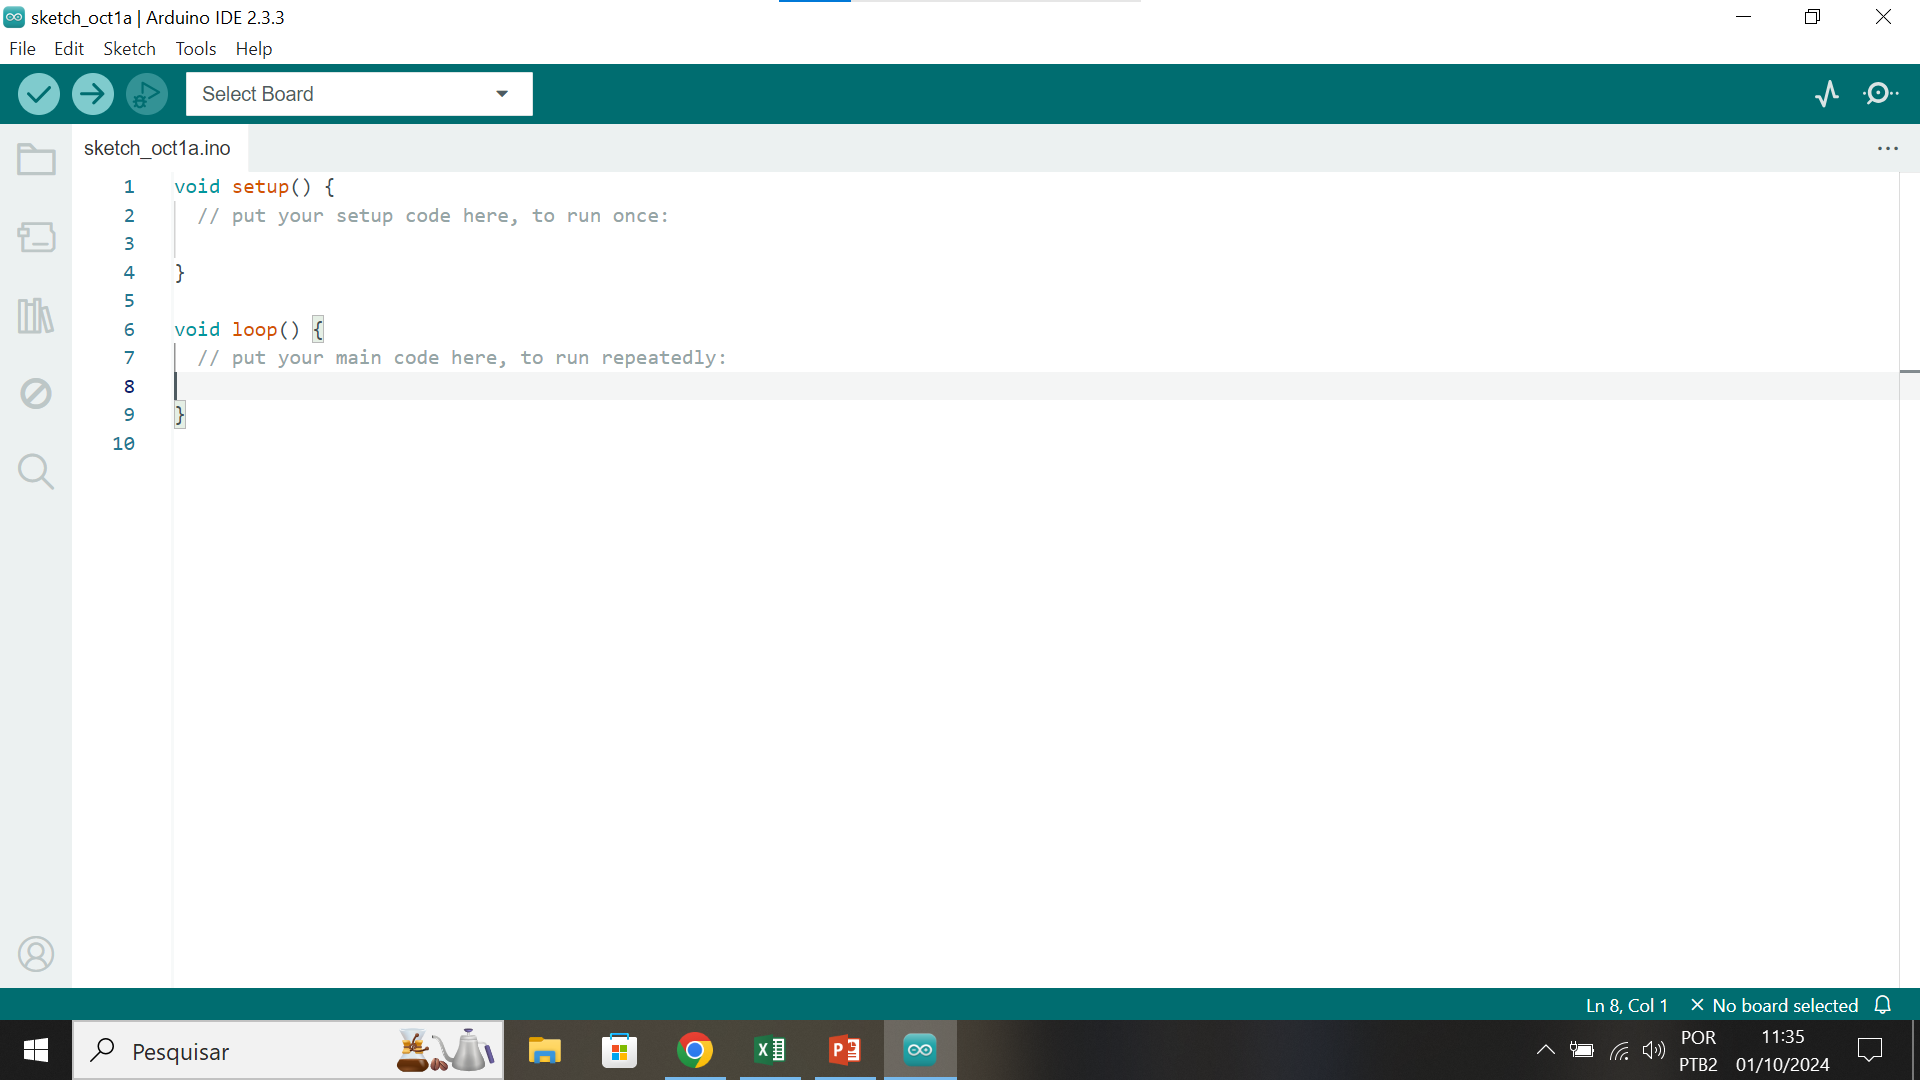 sketch_oct1a | Arduino IDE 2.3.3
File Edit Sketch Tools Help
Select Board
sketch_oct1a.ino
1 void setup() {
2 // put your setup code here, to run once:
3
4 }
5
6 void loop() {
7 // put your main code here, to run repeatedly:
8
9 }
10
Ln 8, Col 1 × No board selected
Pesquisar
POR
PTB2
11:35
01/10/2024